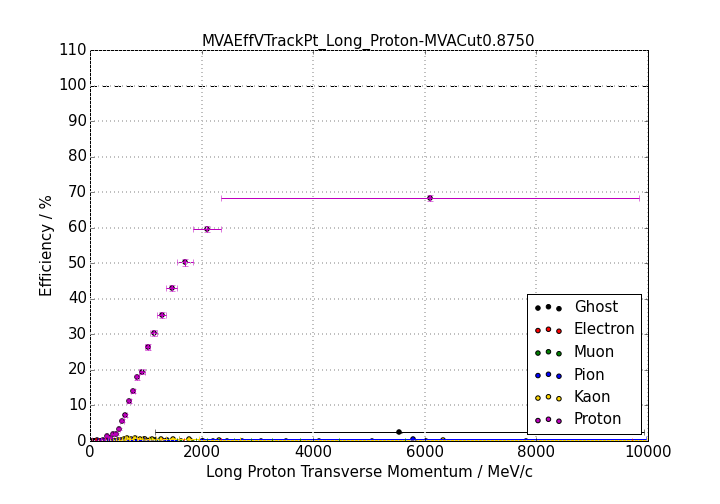 MVAEffVTrackPt_Long_Proton-MVACut0.8750
110
100
90
80
70
60
50
40
30
20
10
0
Efficiency / %
Ghost
Electron
Muon
Pion
Kaon
Proton
0 2000 4000 6000 8000 10000
Long Proton Transverse Momentum / MeV/c